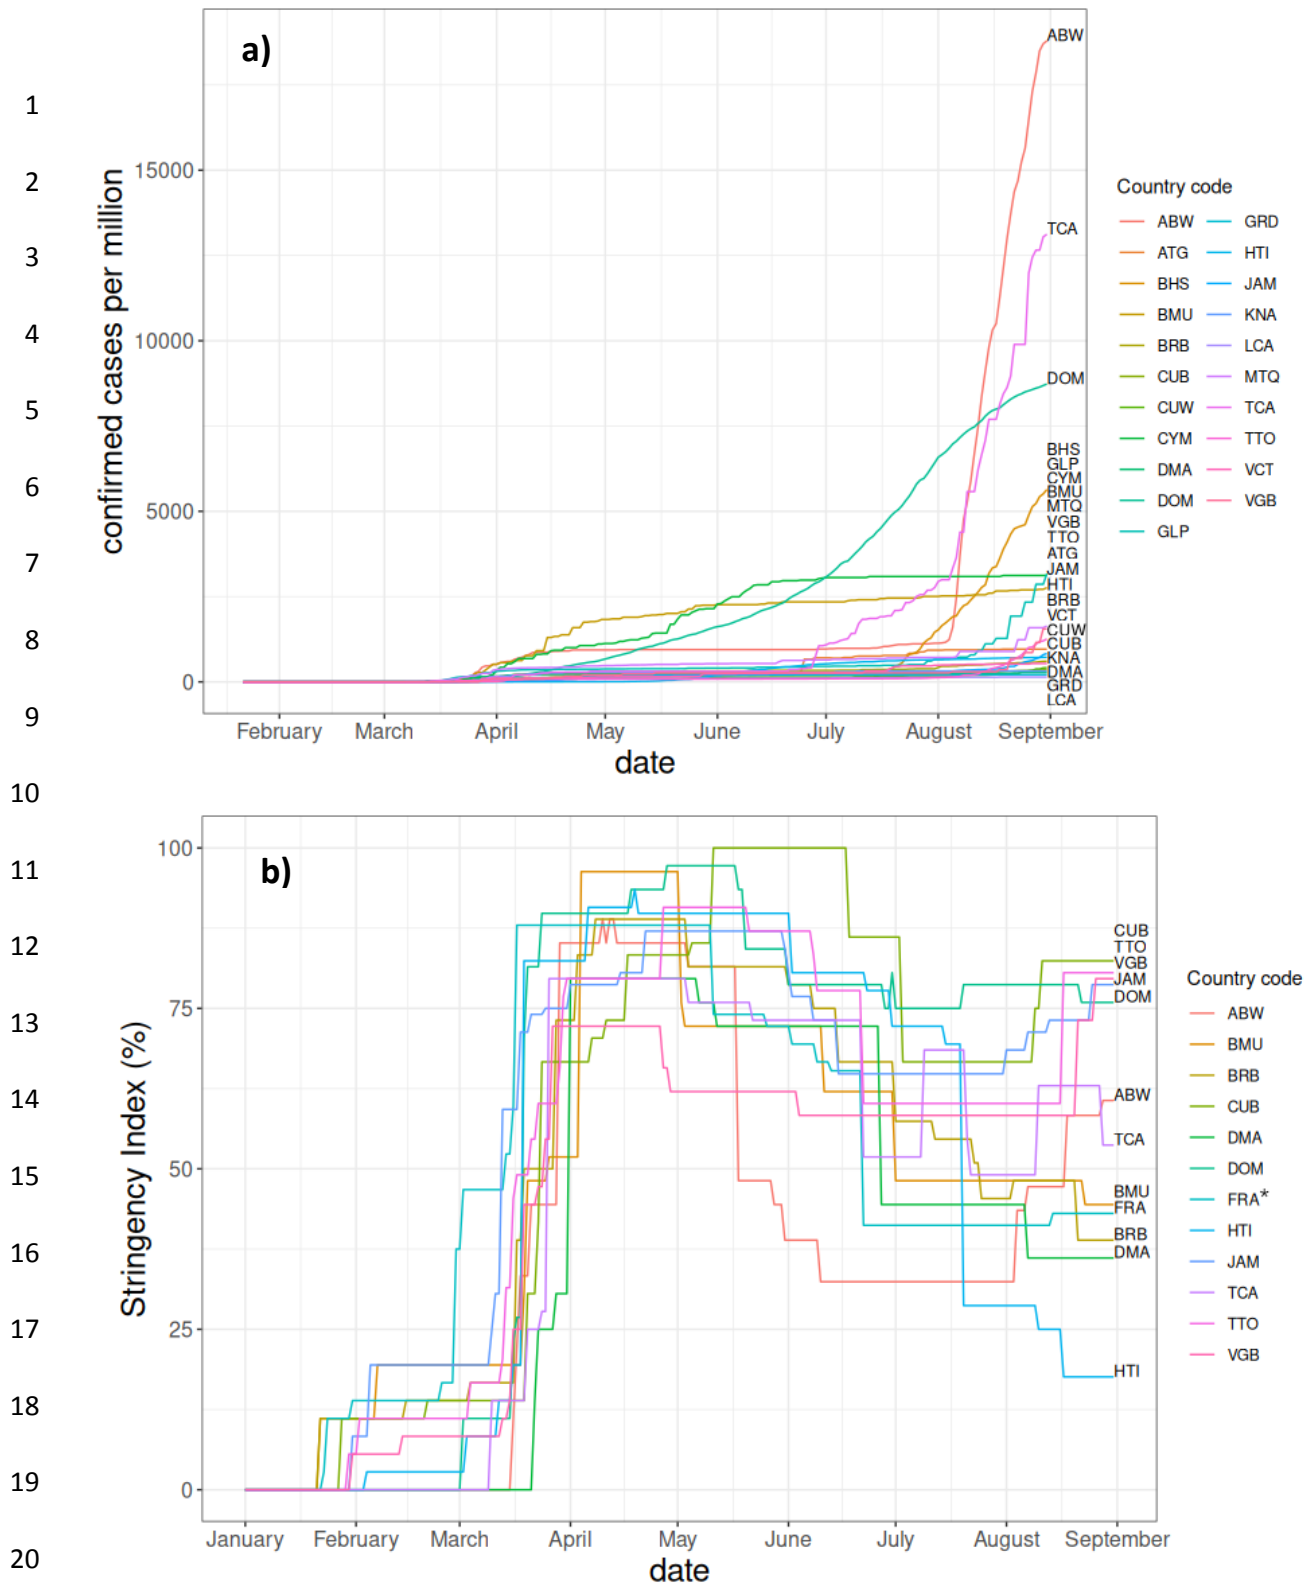 a)
ABW
1
15000
2
Country code
ABW GRD
TCA
3
ATG HTI
BHS JAM
BMU KNA
4
10000
BRB LCA
CUB MTQ
DOM
5
CUW TCA
CYM TTO
BHS
GLP
DMA VCT
CYM
6
BMU
DOM VGB
MTQ
5000
VGB
GLP
TTO
ATG
7
JAM
HTI
BRB
VCT
CUW
8
CUB
KNA
DMA
0
GRD
LCA
9
confirmed cases per million
February March April May June July August September
date
10
100
11
b)
CUB
12
TTO
VGB
Country code
JAM
DOM
75
ABW
13
BMU
BRB
14
ABW
CUB
TCA
DMA
50
15
DOM
BMU
FRA*
FRA
BRB
HTI
16
DMA
JAM
TCA
17
25
TTO
VGB
HTI
18
19
0
Stringency Index (%)
January February March April May June July August September
20
date